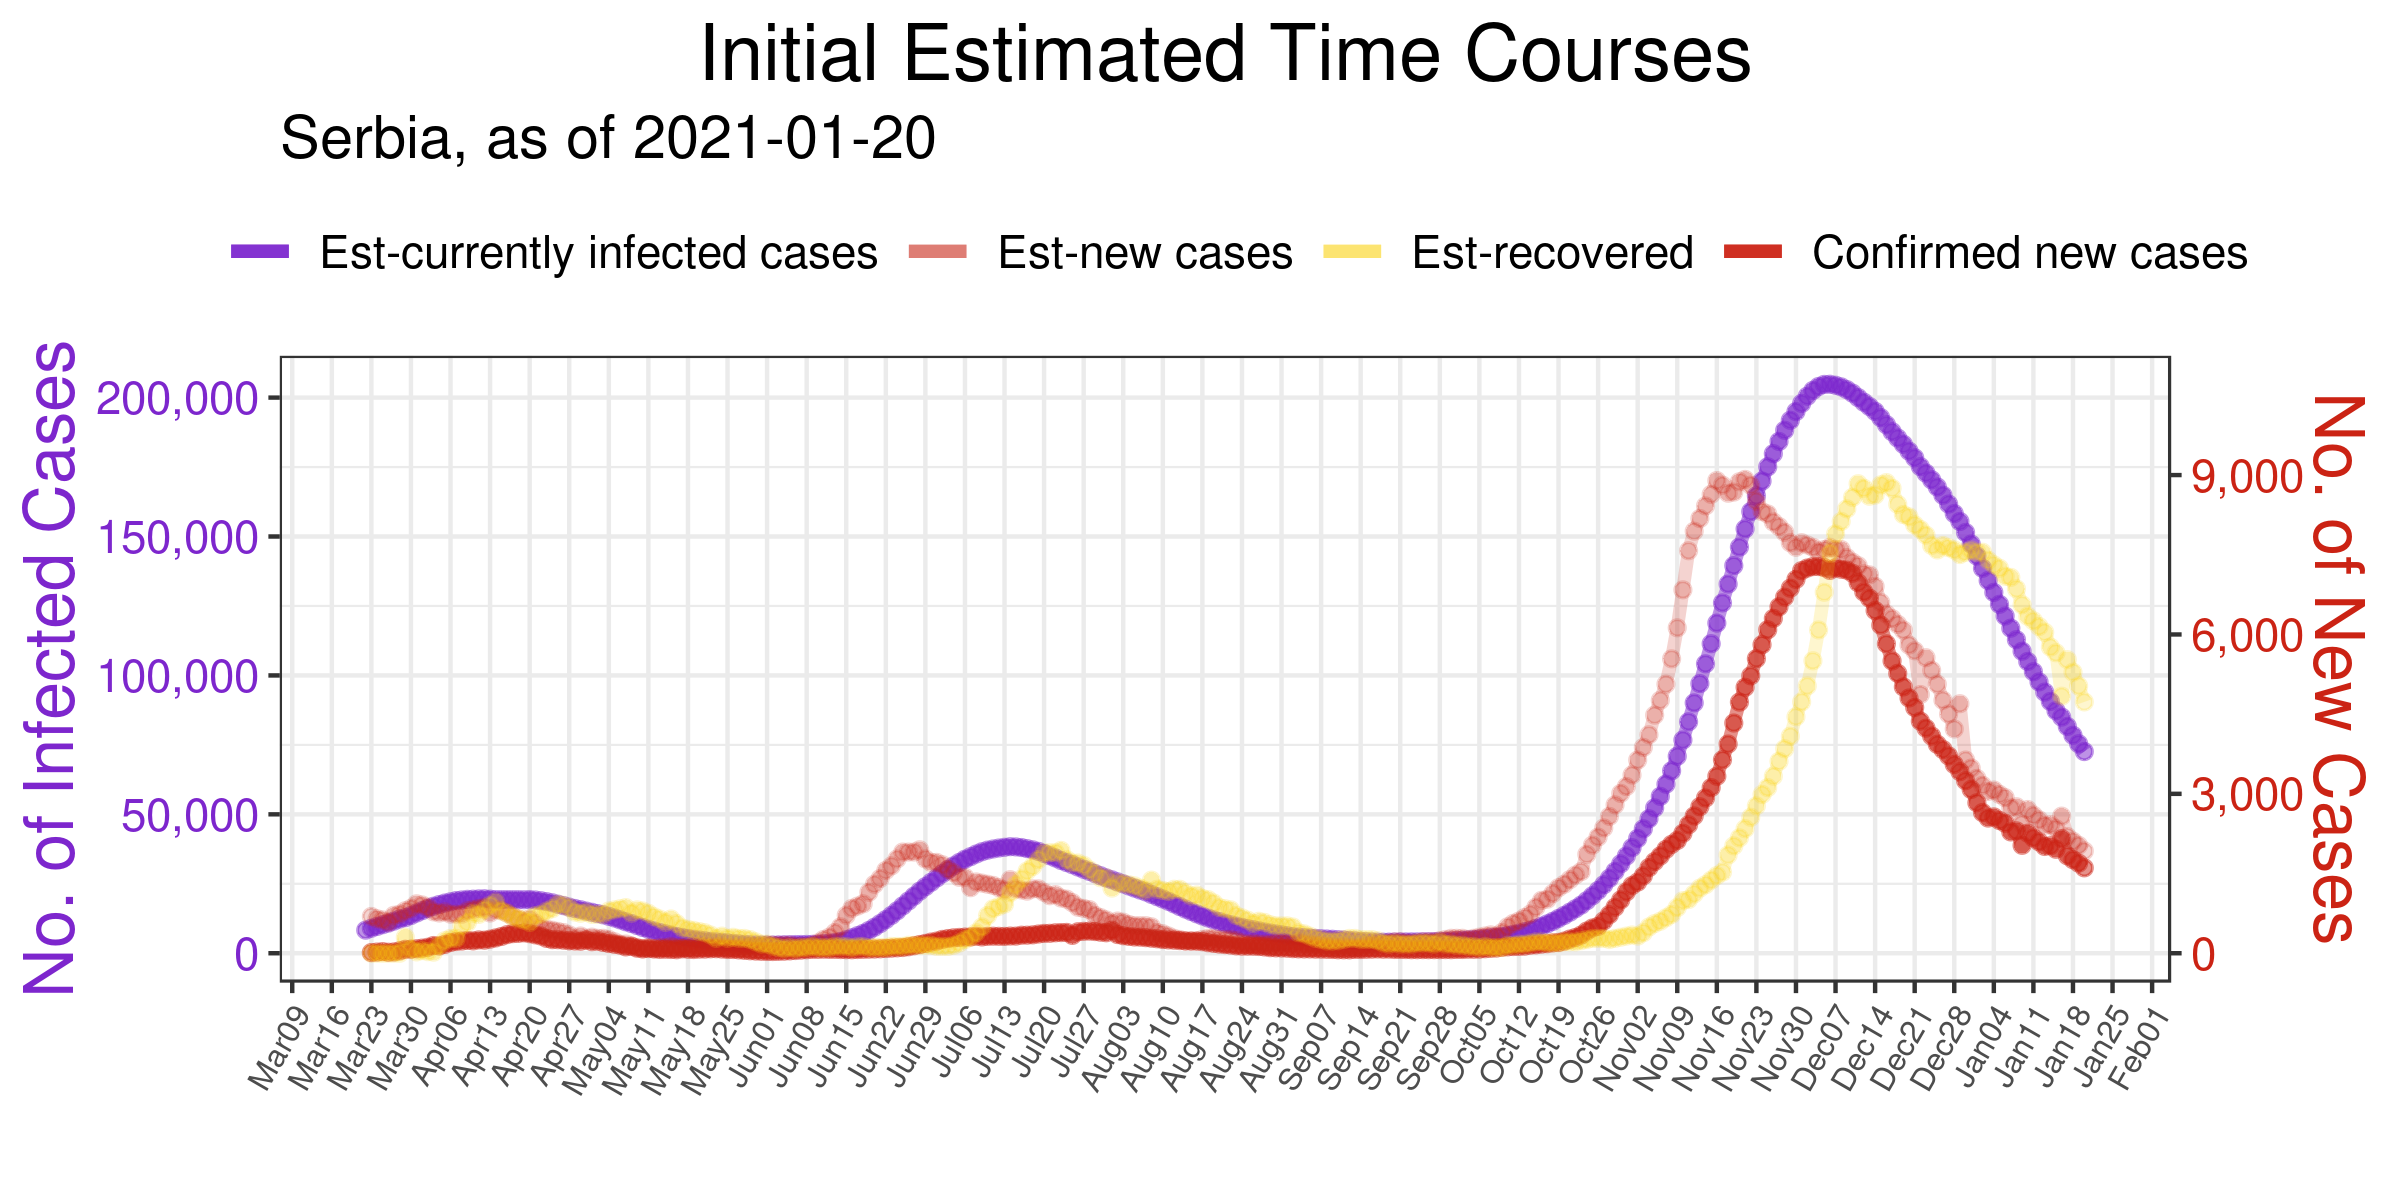 Initial Estimated Time Courses
Serbia, as of 2021-01-20
Est-currently infected cases Est-new cases Est-recovered Confirmed new cases
No. of Infected Cases
200,000
150,000
100,000
50,000
0
9,000
6,000
3,000
0
No. of New Cases
Mar09 Mar16 Mar23 Mar30 Apr06 Apr13 Apr20 Apr27 May04 May11 May18 May25 Jun01 Jun08 Jun15 Jun22 Jun29 Jul06 Jul13 Jul20 Jul27 Aug03 Aug10 Aug17 Aug24 Aug31 Sep07 Sep14 Sep21 Sep28 Oct05 Oct12 Oct19 Oct26 Nov02 Nov09 Nov16 Nov23 Nov30 Dec07 Dec14 Dec21 Dec28 Jan04 Jan11 Jan18 Jan25 Feb01